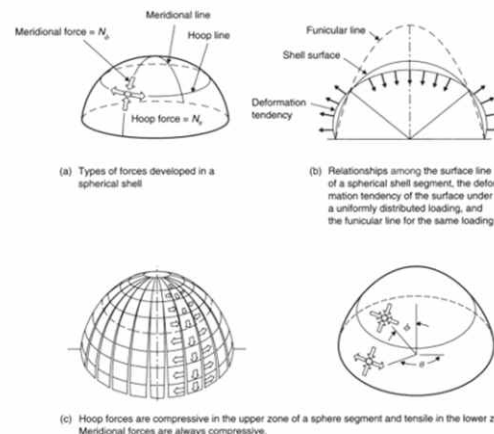 Meridional line
Meridional force = Nφ
Hoop line
Hoop force = Nθ
(a) Types of forces developed in a
spherical shell
Funicular line
Shell surface
Deformation
tendency
(b) Relationships among the surface line
of a spherical shell segment, the defor
mation tendency of the surface under
a uniformly distributed loading, and
the funicular line for the same loading
θ
(c) Hoop forces are compressive in the upper zone of a sphere segment and tensile in the lower z
Meridional forces are always compressive.